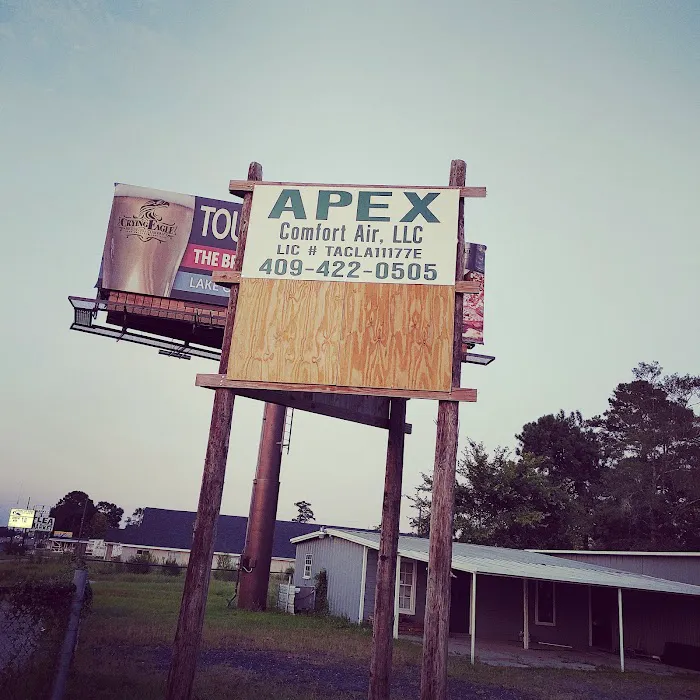 APEX
Comfort Air, LLC
LIC # TACLA11177E
409-422-0505
CRYING EAGLE
TOU
THE B
LAKE